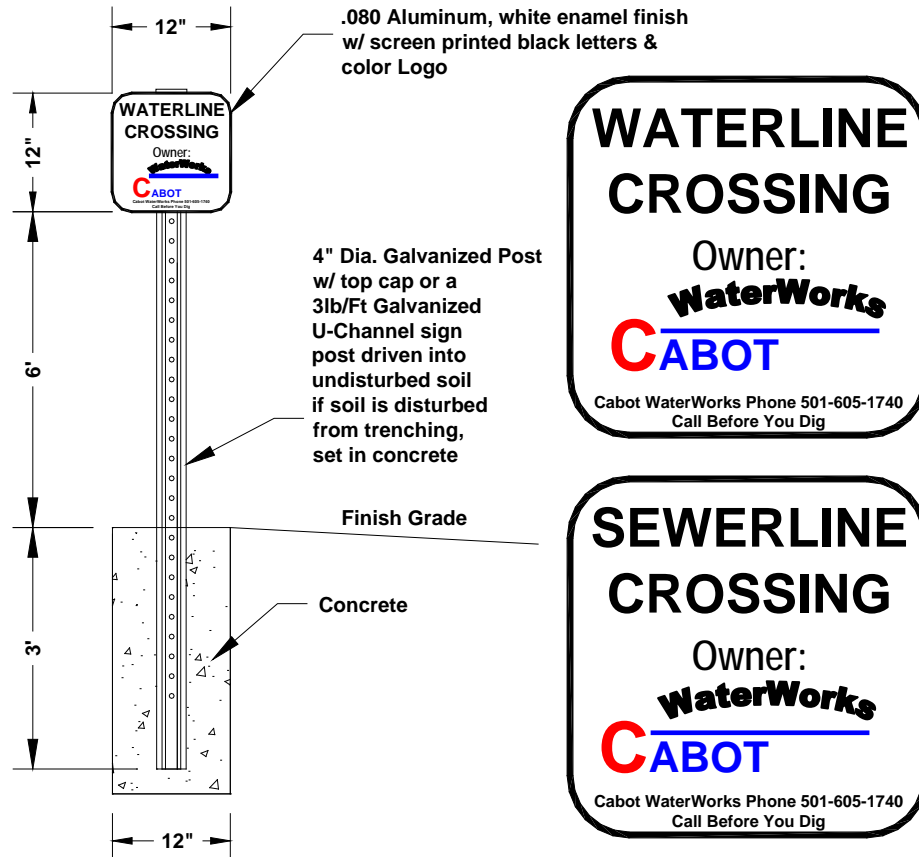 12"
.080 Aluminum, white enamel finish
w/ screen printed black letters &
color Logo
12"
WATERLINE
CROSSING
Owner:
WaterWorks
CABOT
Cabot WaterWorks Phone 501-605-1740
Call Before You Dig
6'
4" Dia. Galvanized Post
w/ top cap or a
3lb/Ft Galvanized
U-Channel sign
post driven into
undisturbed soil
if soil is disturbed
from trenching,
set in concrete
Finish Grade
3'
Concrete
12"
WATERLINE
CROSSING
Owner:
WaterWorks
CABOT
Cabot WaterWorks Phone 501-605-1740
Call Before You Dig
SEWERLINE
CROSSING
Owner:
WaterWorks
CABOT
Cabot WaterWorks Phone 501-605-1740
Call Before You Dig